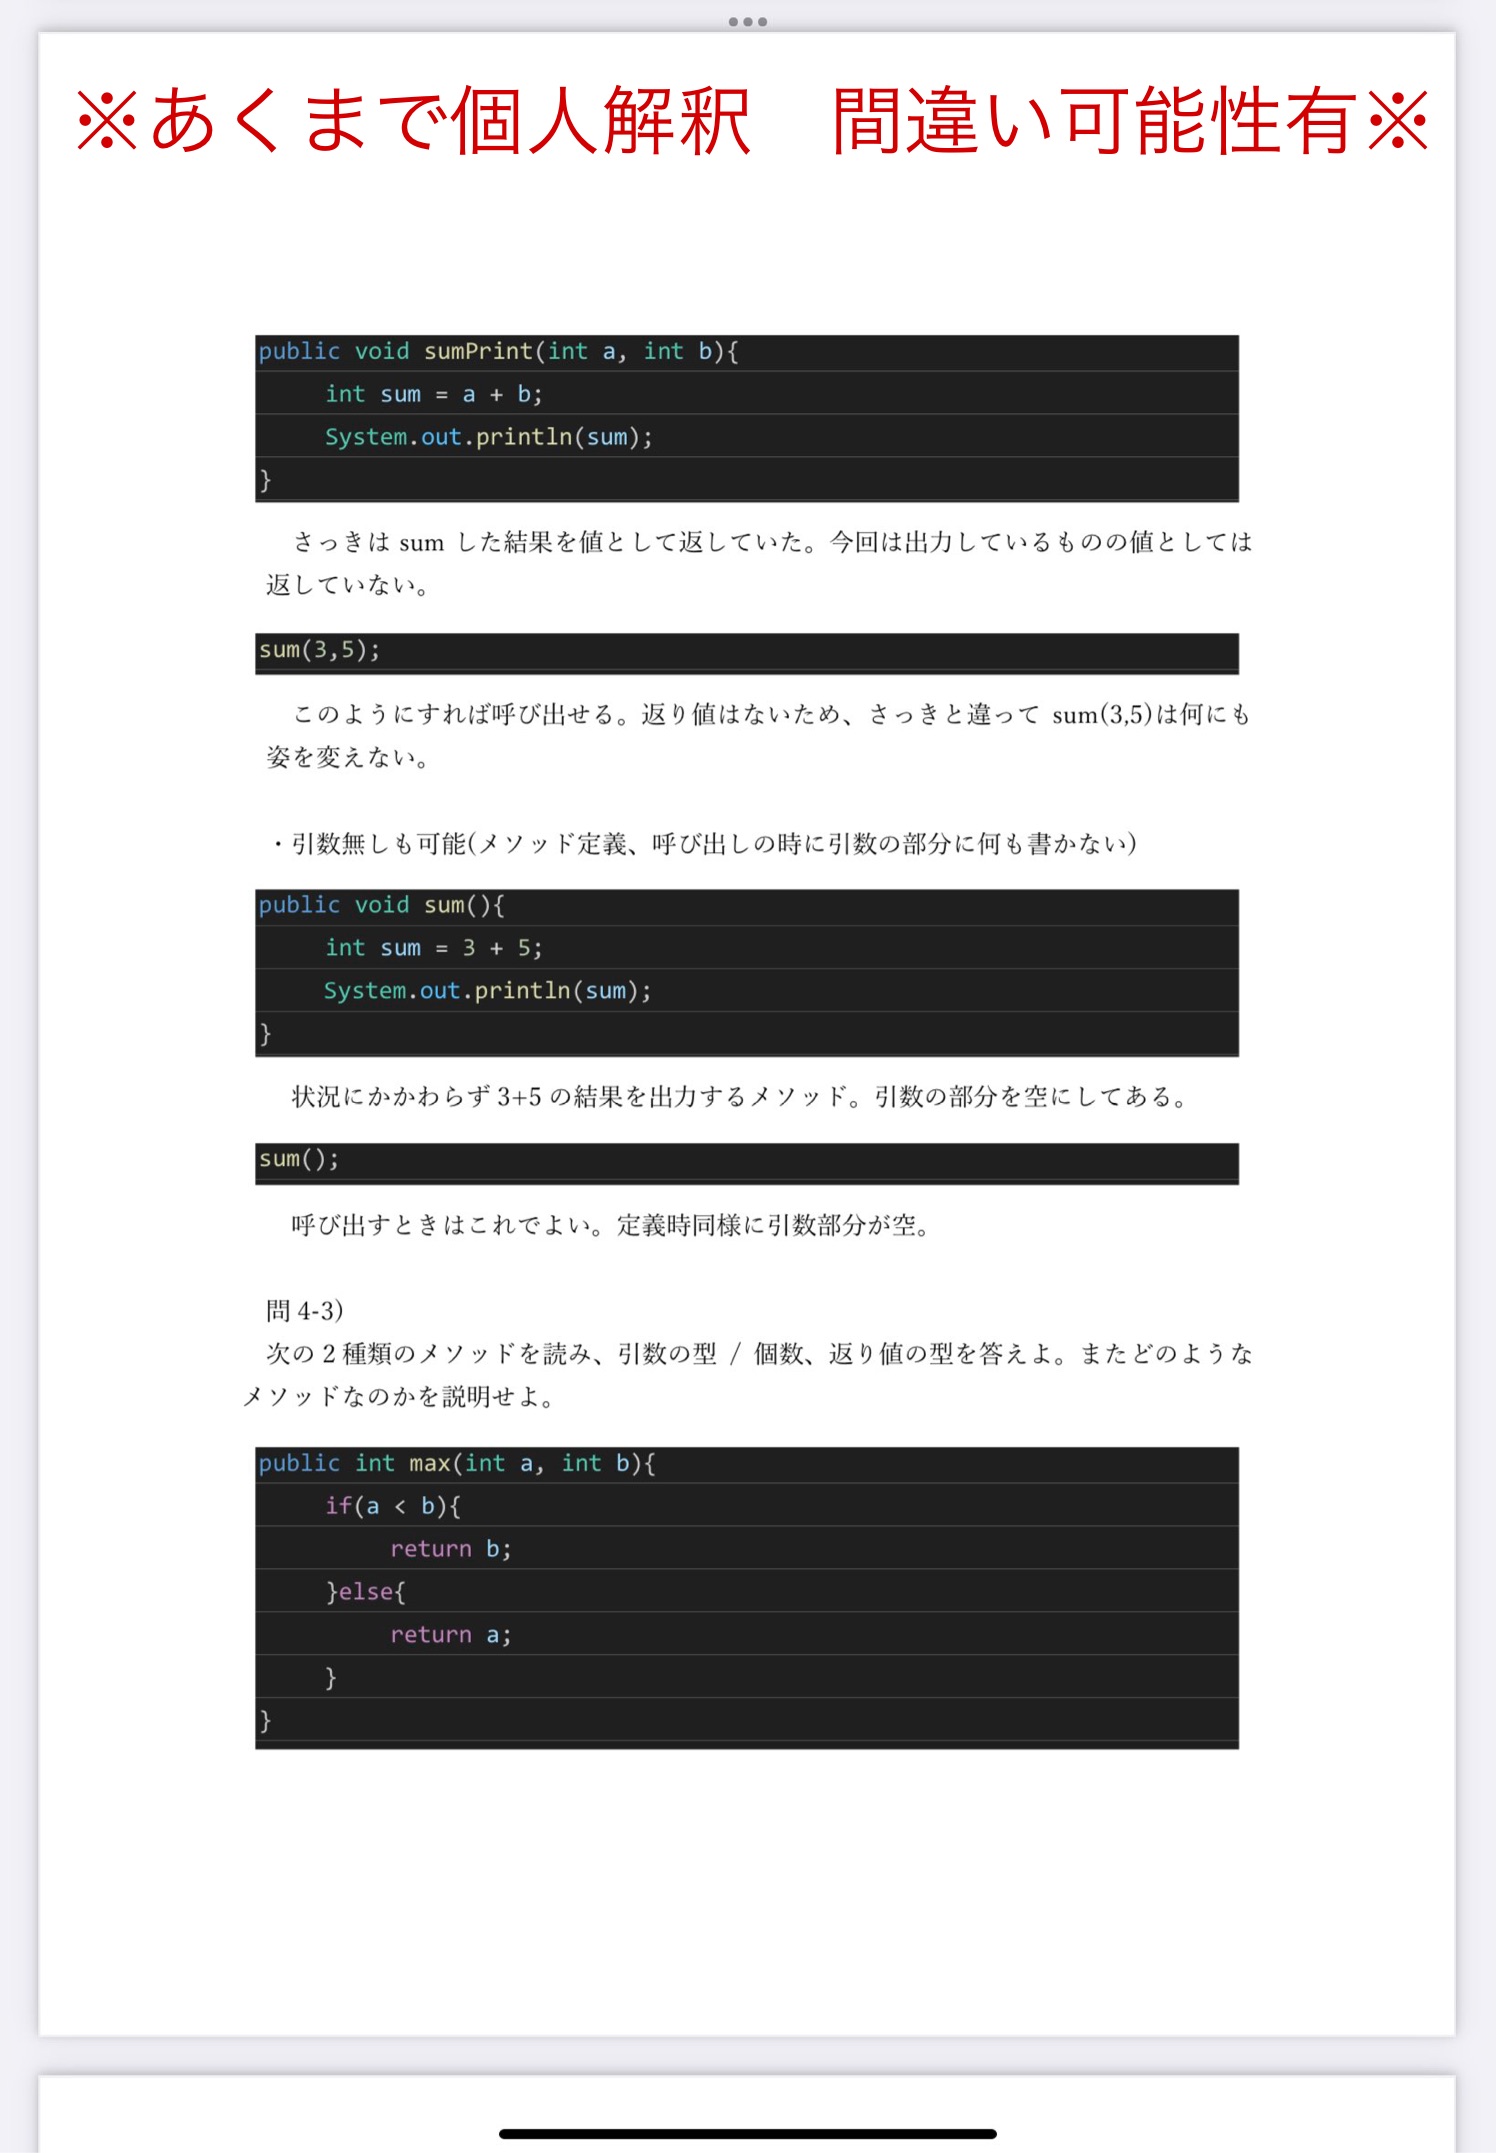 ※あくまで個人解釈　間違い可能性有※
public void sumPrint(int a, int b){
int sum = a + b;
System.out.println(sum);
}
さっきは sum した結果を値として返していた。今回は出力しているものの値としては
返していない。
sum(3,5);
このようにすれば呼び出せる。返り値はないため、さっきと違って sum(3,5)は何にも
姿を変えない。
・引数無しも可能(メソッド定義、呼び出しの時に引数の部分に何も書かない)
public void sum(){
int sum = 3 + 5;
System.out.println(sum);
}
状況にかかわらず 3+5 の結果を出力するメソッド。引数の部分を空にしてある。
sum();
呼び出すときはこれでよい。定義時同様に引数部分が空。
問 4-3)
次の 2 種類のメソッドを読み、引数の型 / 個数、返り値の型を答えよ。またどのような
メソッドなのかを説明せよ。
public int max(int a, int b){
if(a < b){
return b;
}else{
return a;
}
}